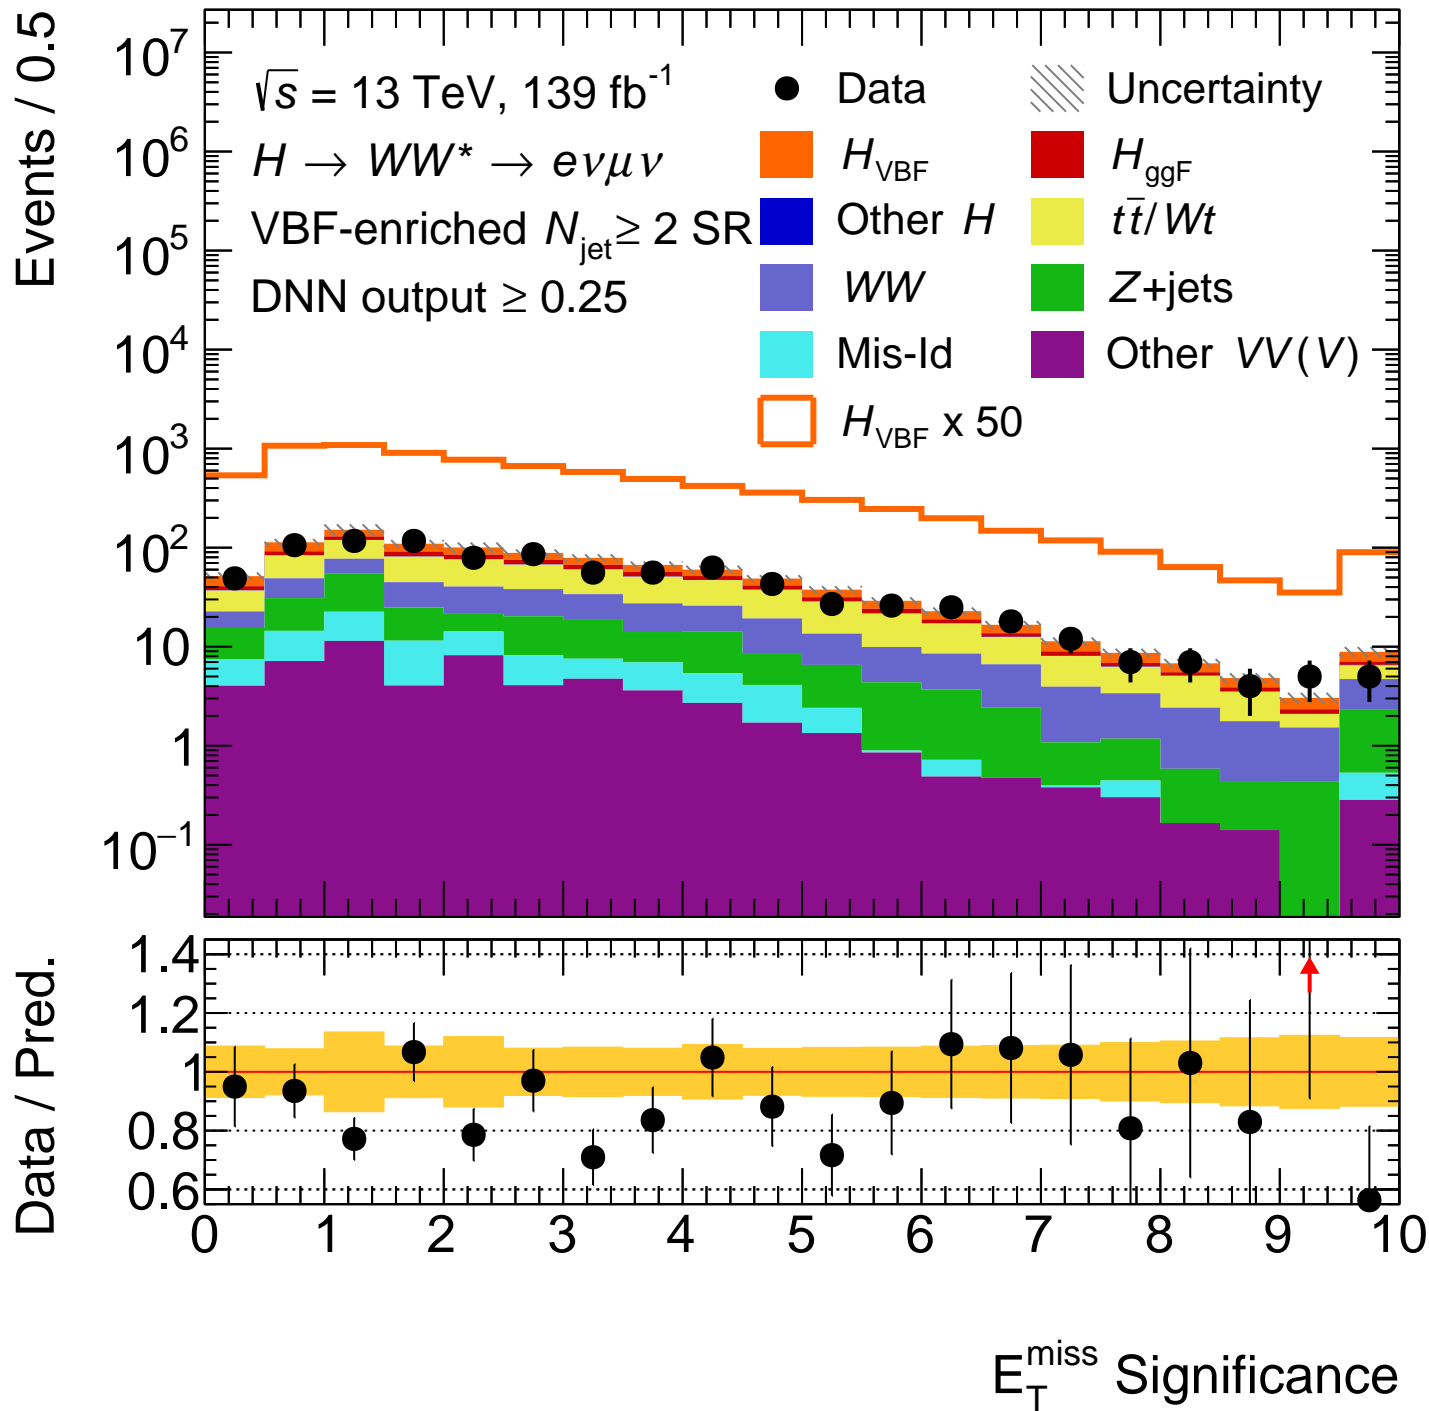 Events / 0.5
10⁷
10⁶
10⁵
10⁴
10³
10²
10
1
10⁻¹
√s = 13 TeV, 139 fb⁻¹
H → WW* → eνμν
VBF-enriched N_jet ≥ 2 SR
DNN output ≥ 0.25
Data
Uncertainty
H_VBF
H_ggF
Other H
tt̄/Wt
WW
Z+jets
Mis-Id
Other VV(V)
H_VBF x 50
Data / Pred.
1.4
1.2
1
0.8
0.6
0 1 2 3 4 5 6 7 8 9 10
E_T^miss Significance